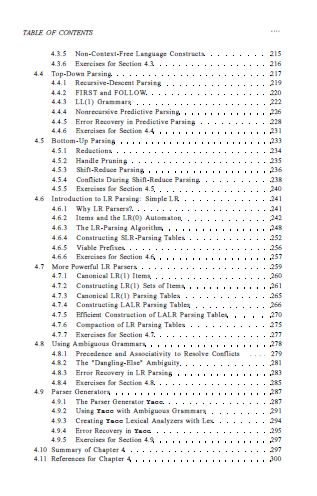 TABLE OF CONTENTS
4.3.5 Non-Context-Free Language Constructs . . . . . . . . . . 215
4.3.6 Exercises for Section 4.3 . . . . . . . . . . 216
4.4 Top-Down Parsing . . . . . . . . . . 217
4.4.1 Recursive-Descent Parsing . . . . . . . . . . 219
4.4.2 FIRST and FOLLOW . . . . . . . . . . 220
4.4.3 LL(1) Grammars . . . . . . . . . . 222
4.4.4 Nonrecursive Predictive Parsing . . . . . . . . . . 226
4.4.5 Error Recovery in Predictive Parsing . . . . . . . . . . 228
4.4.6 Exercises for Section 4.4 . . . . . . . . . . 231
4.5 Bottom-Up Parsing . . . . . . . . . . 233
4.5.1 Reductions . . . . . . . . . . 234
4.5.2 Handle Pruning . . . . . . . . . . 235
4.5.3 Shift-Reduce Parsing . . . . . . . . . . 236
4.5.4 Conflicts During Shift-Reduce Parsing . . . . . . . . . . 238
4.5.5 Exercises for Section 4.5 . . . . . . . . . . 240
4.6 Introduction to LR Parsing: Simple LR . . . . . . . . . . 241
4.6.1 Why LR Parsers? . . . . . . . . . . 241
4.6.2 Items and the LR(0) Automaton . . . . . . . . . . 242
4.6.3 The LR-Parsing Algorithm . . . . . . . . . . 248
4.6.4 Constructing SLR-Parsing Tables . . . . . . . . . . 252
4.6.5 Viable Prefixes . . . . . . . . . . 256
4.6.6 Exercises for Section 4.6 . . . . . . . . . . 257
4.7 More Powerful LR Parsers . . . . . . . . . . 259
4.7.1 Canonical LR(1) Items . . . . . . . . . . 260
4.7.2 Constructing LR(1) Sets of Items . . . . . . . . . . 261
4.7.3 Canonical LR(1) Parsing Tables . . . . . . . . . . 265
4.7.4 Constructing LALR Parsing Tables . . . . . . . . . . 266
4.7.5 Efficient Construction of LALR Parsing Tables . . . . . 270
4.7.6 Compaction of LR Parsing Tables . . . . . . . . . . 275
4.7.7 Exercises for Section 4.7 . . . . . . . . . . 277
4.8 Using Ambiguous Grammars . . . . . . . . . . 278
4.8.1 Precedence and Associativity to Resolve Conflicts . . . . 279
4.8.2 The "Dangling-Else" Ambiguity . . . . . . . . . . 281
4.8.3 Error Recovery in LR Parsing . . . . . . . . . . 283
4.8.4 Exercises for Section 4.8 . . . . . . . . . . 285
4.9 Parser Generators . . . . . . . . . . 287
4.9.1 The Parser Generator Yacc . . . . . . . . . . 287
4.9.2 Using Yacc with Ambiguous Grammars . . . . . . . . . . 291
4.9.3 Creating Yacc Lexical Analyzers with Lex . . . . . . . . 294
4.9.4 Error Recovery in Yacc . . . . . . . . . . 295
4.9.5 Exercises for Section 4.9 . . . . . . . . . . 297
4.10 Summary of Chapter 4 . . . . . . . . . . 297
4.11 References for Chapter 4 . . . . . . . . . . 300